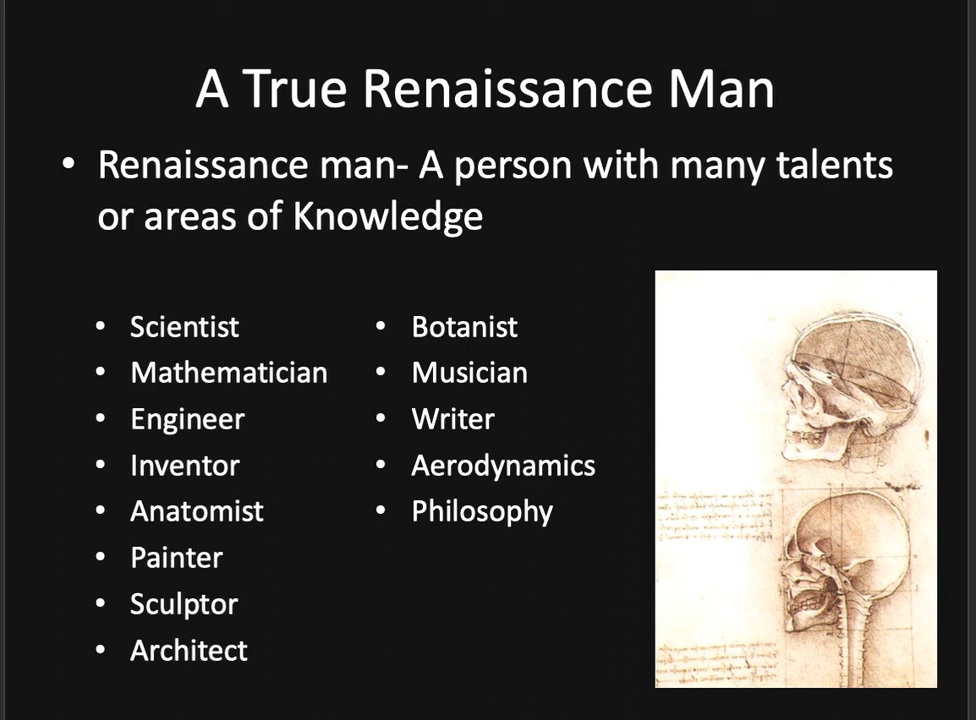 A True Renaissance Man
• Renaissance man- A person with many talents
or areas of Knowledge
• Scientist
• Mathematician
• Engineer
• Inventor
• Anatomist
• Painter
• Sculptor
• Architect
• Botanist
• Musician
• Writer
• Aerodynamics
• Philosophy